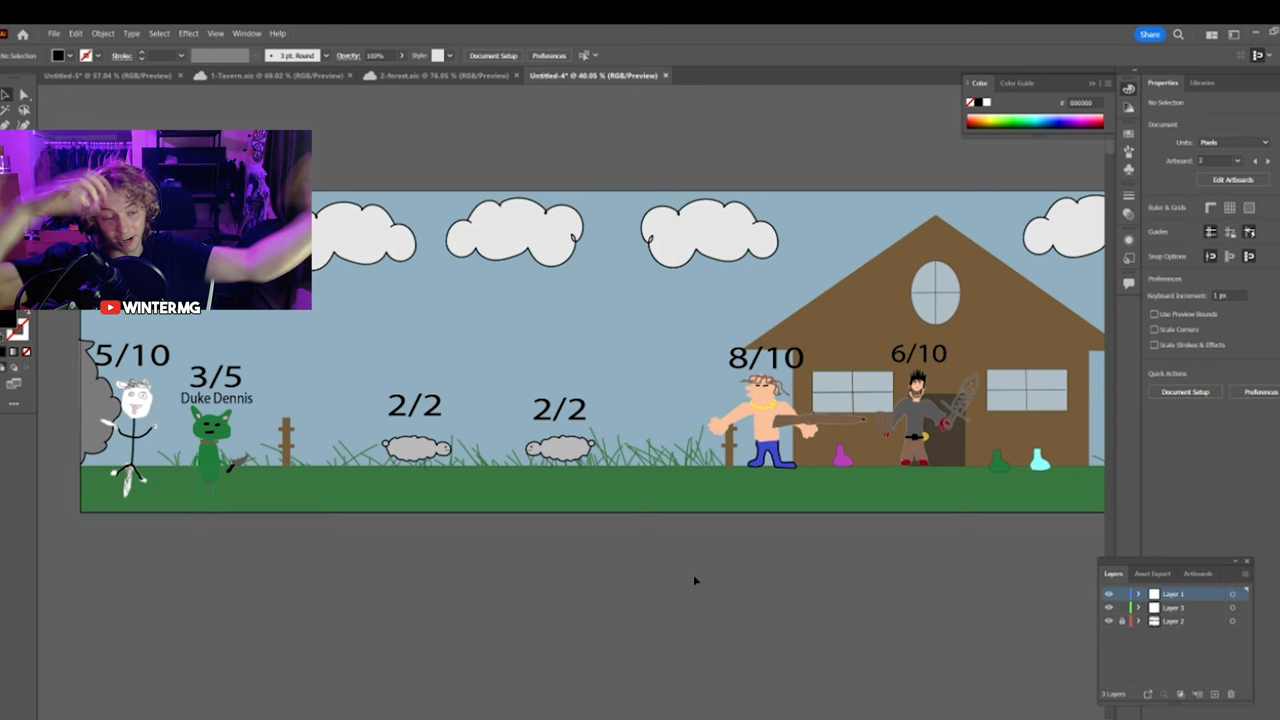 File Edit Object Type Select Effect View Window Help
Share
No Selection
Stroke:
3 pt. Round
Opacity: 100%
Style:
Document Setup
Preferences
Untitled-5* @ 57.04 % (RGB/Preview)
1-Tavern.aic @ 69.02 % (RGB/Preview)
2-forest.aic @ 76.05 % (RGB/Preview)
Untitled-4* @ 40.05 % (RGB/Preview)
Color
Color Guide
# 000000
Properties
Libraries
No Selection
Document
Units: Pixels
Artboard: 2
Edit Artboards
Ruler & Grids
Guides
Snap Options
Preferences
Keyboard Increment: 1 px
Use Preview Bounds
Scale Corners
Scale Strokes & Effects
Quick Actions
Document Setup
Preferences
WINTERMG
5/10
3/5
Duke Dennis
2/2
2/2
8/10
6/10
Layers
Asset Export
Artboards
Layer 1
Layer 3
Layer 2
3 Layers